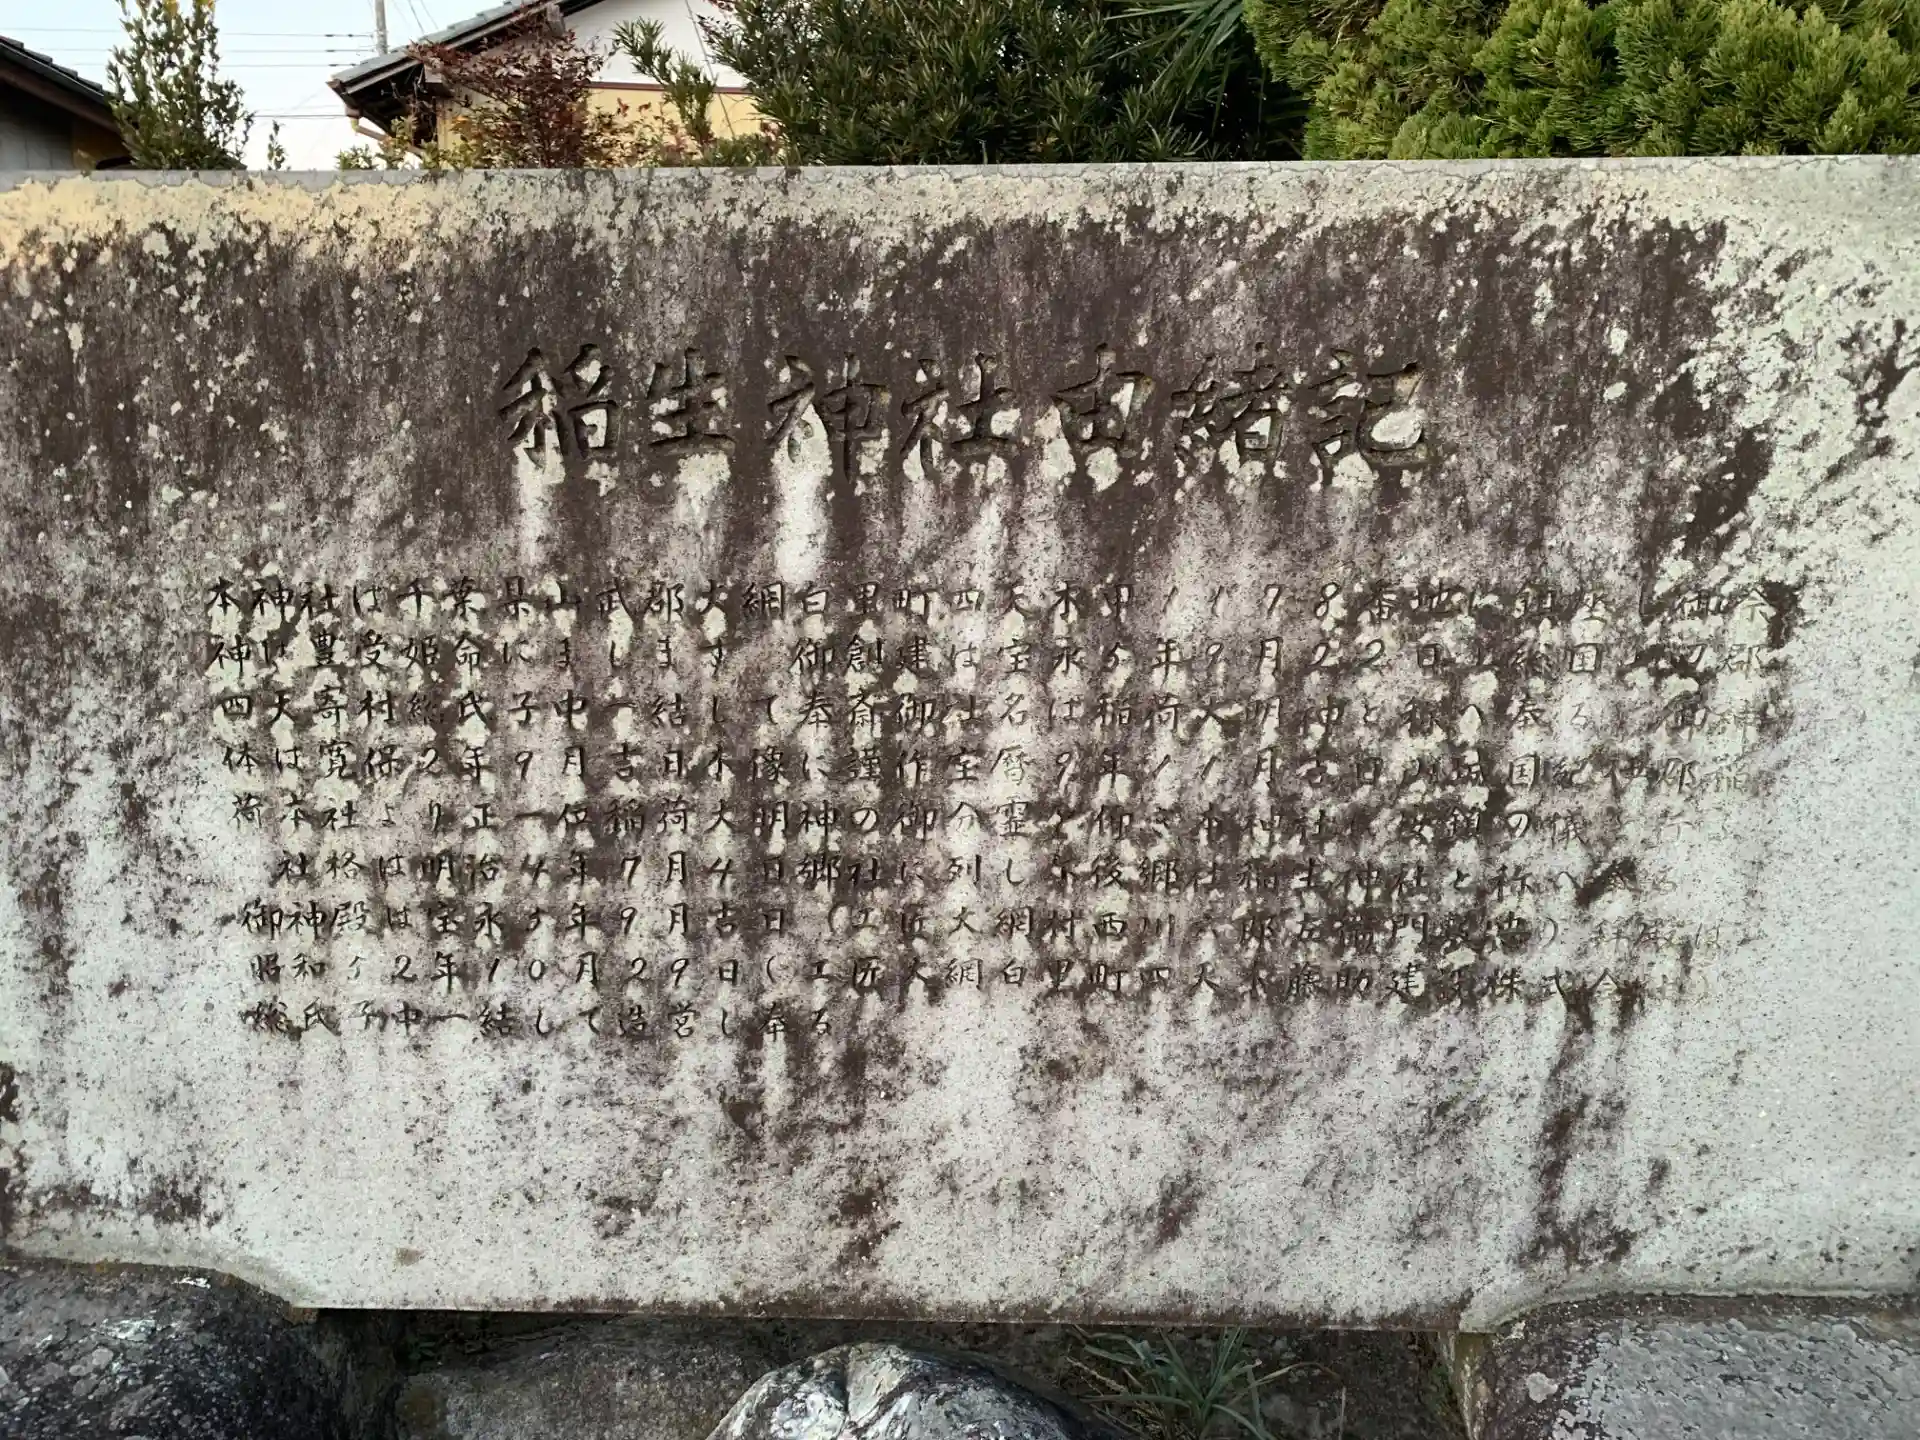 稲生神社由緒記
本神社は千葉県山武郡大網白里町四天木甲1178番地に鎮座し御祭
神は豊受姫命にまします 御創建は宝永5年9月22日上総国山辺郡
四天寄村総氏子中一結して奉斎御は名は稲荷大明神と称へ奉る 御神
体は寛保2年9月吉日木像に謹作 宝暦9年11月古日 国紀伊郡稲
荷本社より正一位稲荷大明神の御分霊を仰さ 本神社に 鎮の儀を行
社格は明治4年7月4日郷社に列し 後郷社稲生神社と称へ奉る
御神殿は宝永5年9月吉日(工匠大網村西川 郎左衛門 )拝殿は
昭和52年10月29日(工匠大網白里町四天木 藤助建設株式会社)
総氏子中一結して造営し奉る